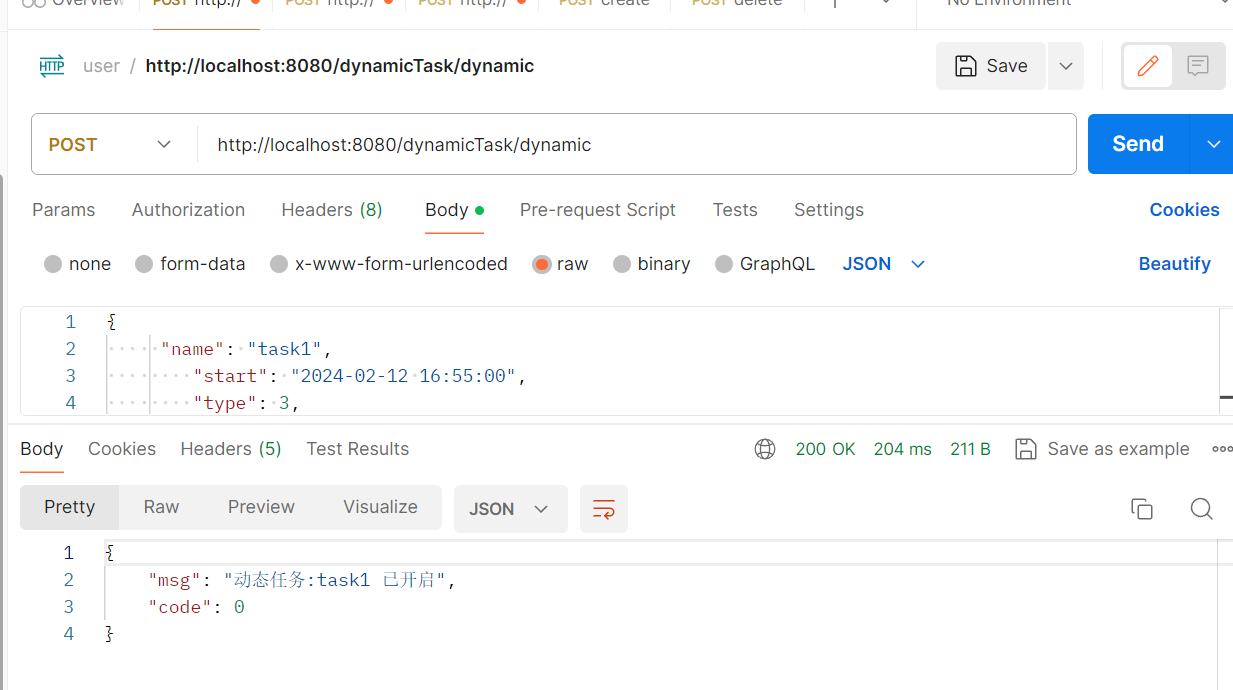 Overview POST http:// POST http:// POST http:// POST create POST delete No Environment
HTTP user / http://localhost:8080/dynamicTask/dynamic Save
POST http://localhost:8080/dynamicTask/dynamic Send
Params Authorization Headers (8) Body Pre-request Script Tests Settings Cookies
none form-data x-www-form-urlencoded raw binary GraphQL JSON Beautify
1 {
2 "name": "task1",
3 "start": "2024-02-12 16:55:00",
4 "type": 3,
Body Cookies Headers (5) Test Results 200 OK 204 ms 211 B Save as example
Pretty Raw Preview Visualize JSON
1 {
2 "msg": "动态任务:task1 已开启",
3 "code": 0
4 }